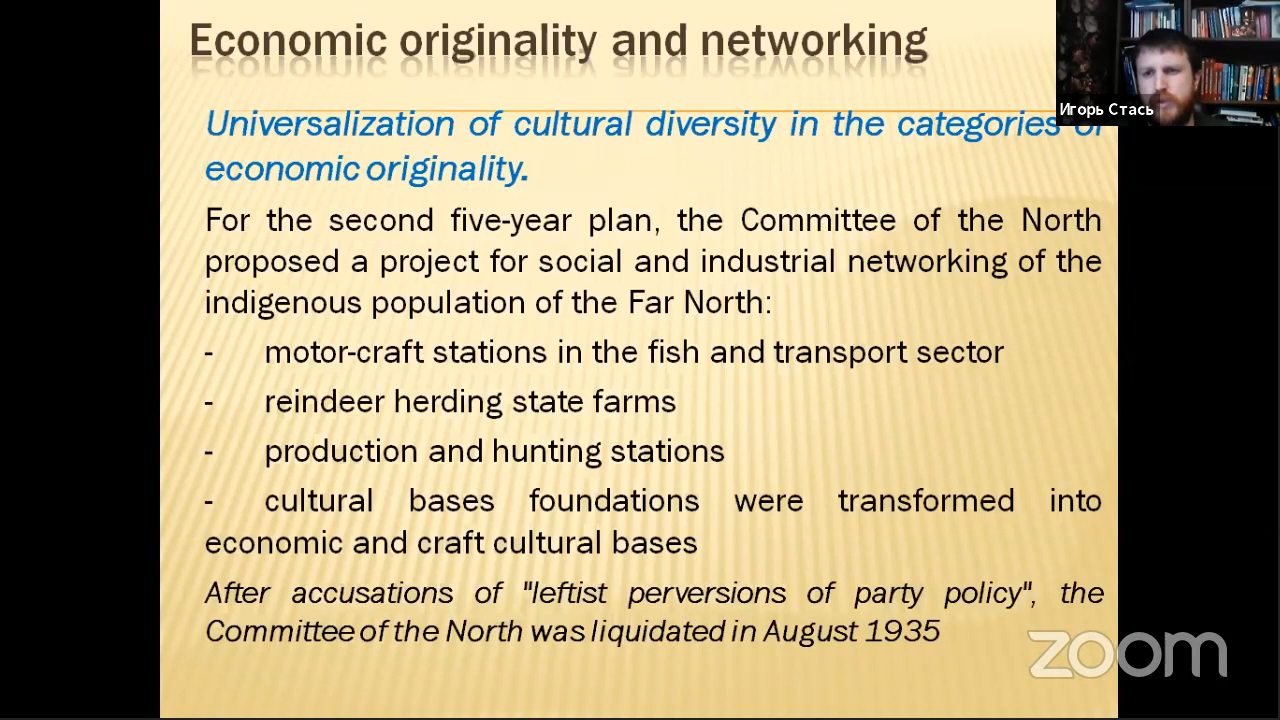 Economic originality and networking
Игорь Стась
Universalization of cultural diversity in the categories of
economic originality.
For the second five-year plan, the Committee of the North
proposed a project for social and industrial networking of the
indigenous population of the Far North:
- motor-craft stations in the fish and transport sector
- reindeer herding state farms
- production and hunting stations
- cultural bases foundations were transformed into
economic and craft cultural bases
After accusations of "leftist perversions of party policy", the
Committee of the North was liquidated in August 1935
zoom